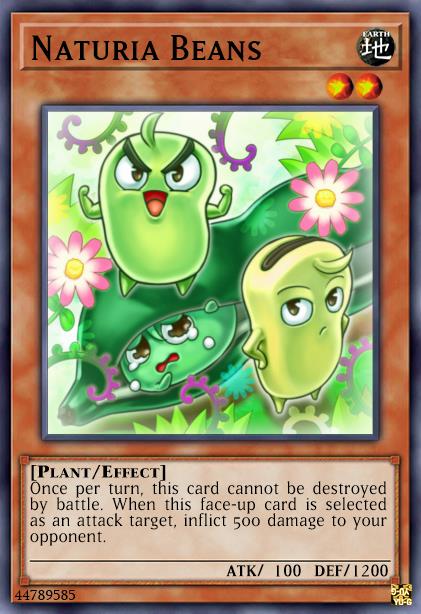 Naturia Beans
EARTH
地
[Plant/Effect]
Once per turn, this card cannot be destroyed
by battle. When this face-up card is selected
as an attack target, inflict 500 damage to your
opponent.
ATK/ 100 DEF/1200
44789585